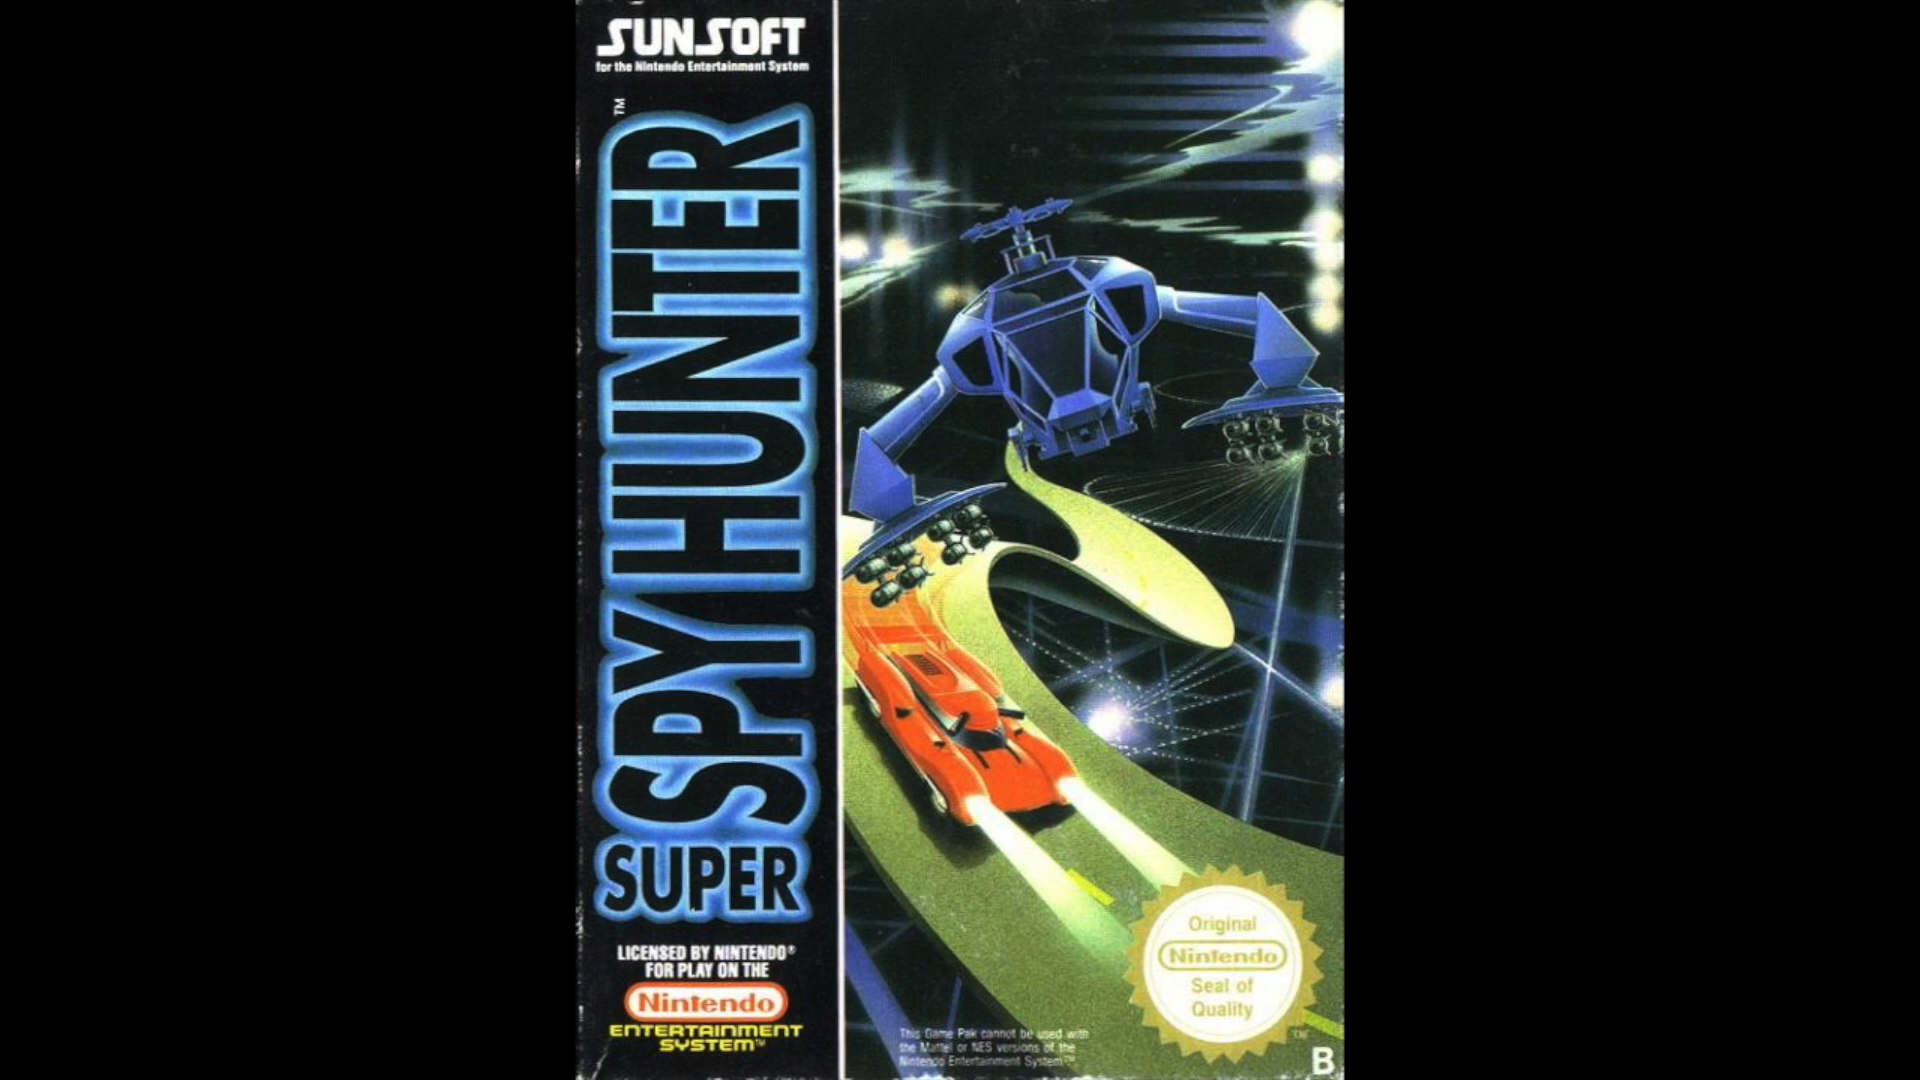 SUNSOFT
for the Nintendo Entertainment System
SUPER SPY HUNTER™
LICENSED BY NINTENDO®
FOR PLAY ON THE
Nintendo
ENTERTAINMENT
SYSTEM™
This Game Pak cannot be used with
the Mattel or NES versions of the
Nintendo Entertainment System™
Original
Nintendo
Seal of
Quality
TM
B